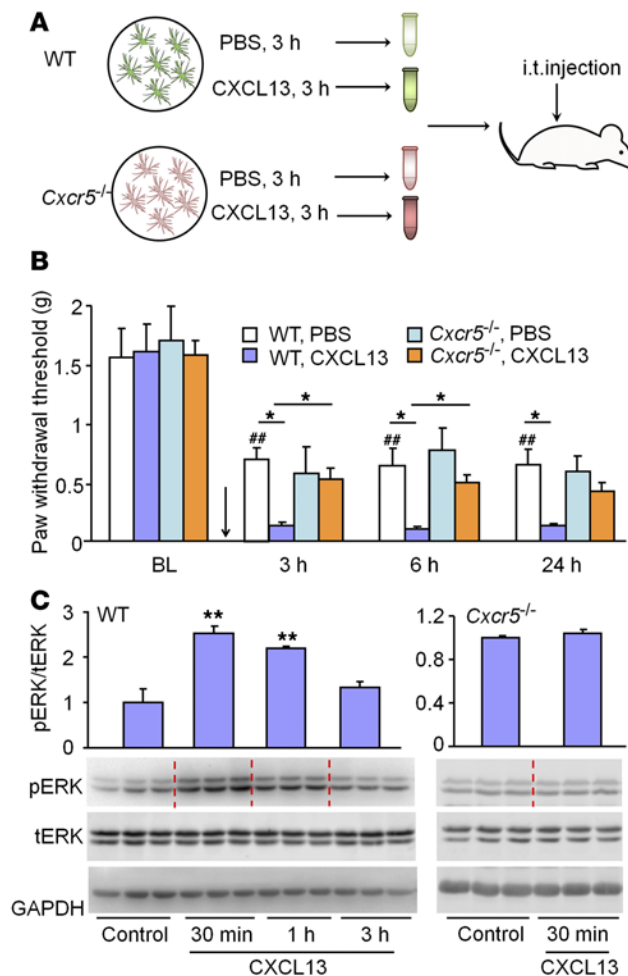 A
WT
PBS, 3 h
CXCL13, 3 h
i.t.injection
Cxcr5-/-
PBS, 3 h
CXCL13, 3 h
B
Paw withdrawal threshold (g)
2
1.5
1
0.5
0
WT, PBS
Cxcr5-/-, PBS
WT, CXCL13
Cxcr5-/-, CXCL13
* *
* *
*
##
##
##
BL 3 h 6 h 24 h
C
WT
Cxcr5-/-
pERK/tERK
3
2
1
0
** **
1.2
0.8
0.4
0
pERK
tERK
GAPDH
Control 30 min 1 h 3 h
CXCL13
Control 30 min
CXCL13